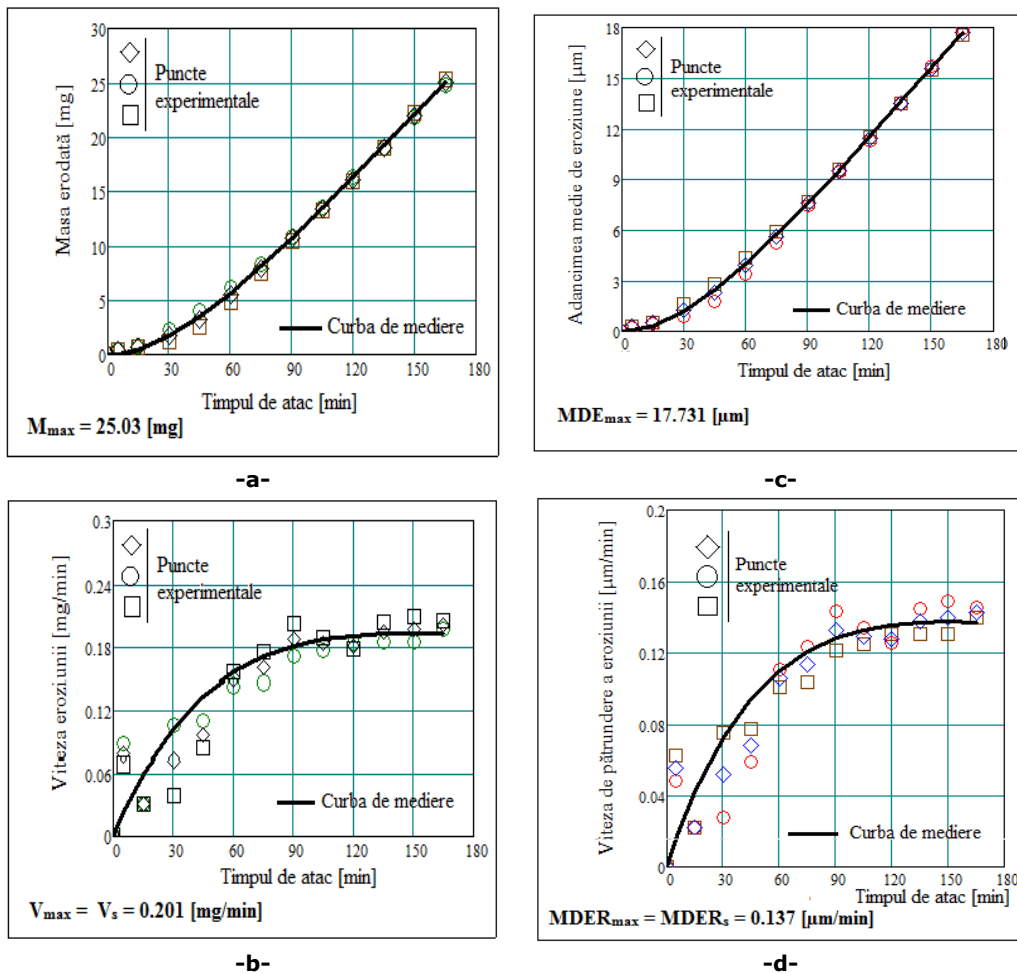 30
25
20
15
10
5
0
Masa erodată [mg]
Puncte
experimentale
Curba de mediere
0
30
60
90
120
150
180
Timpul de atac [min]
Mmax = 25.03 [mg]
-a-
18
15
12
9
6
3
0
Adancimea medie de eroziune [µm]
Puncte
experimentale
Curba de mediere
0
30
60
90
120
150
180
Timpul de atac [min]
MDEmax = 17.731 [µm]
-c-
0.3
0.24
0.18
0.12
0.06
0
Viteza eroziunii [mg/min]
Puncte
experimentale
Curba de mediere
0
30
60
90
120
150
180
Timpul de atac [min]
Vmax = Vs = 0.201 [mg/min]
-b-
0.2
0.16
0.12
0.08
0.04
0
Viteza de pătrundere a eroziunii [µm/min]
Puncte
experimentale
Curba de mediere
0
30
60
90
120
150
180
Timpul de atac [min]
MDERmax = MDERs = 0.137 [µm/min]
-d-